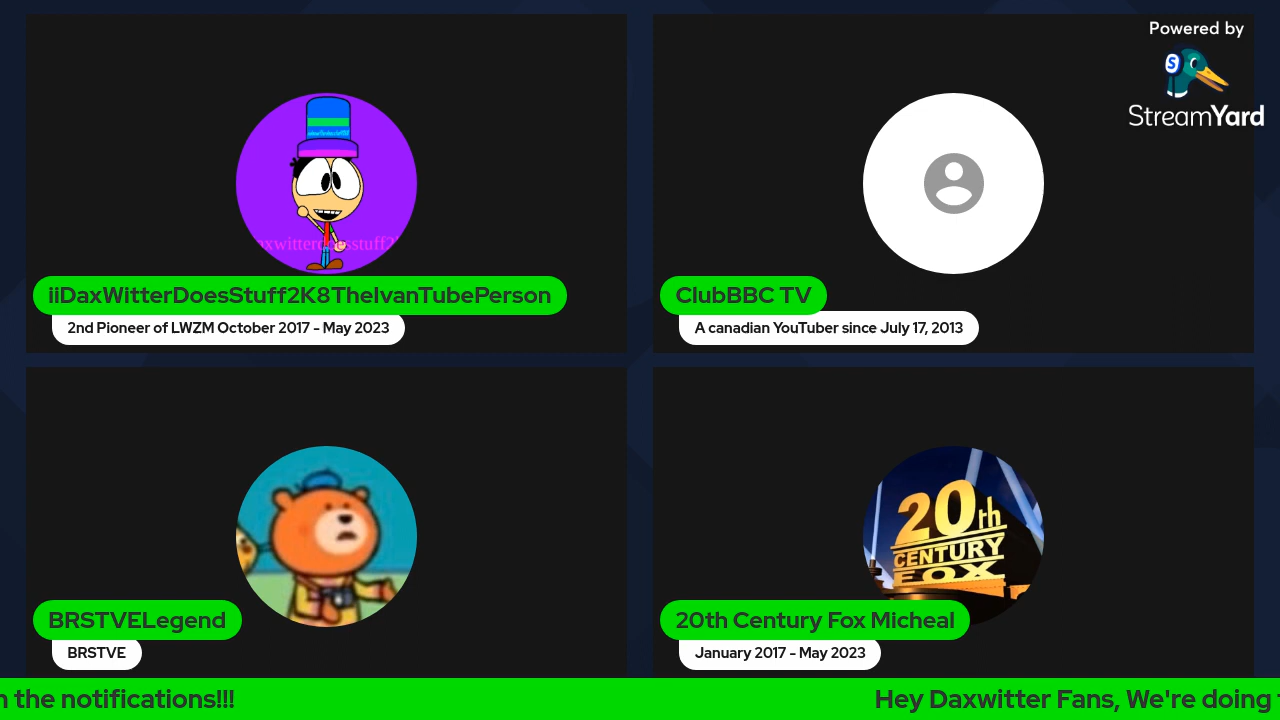 Powered by
StreamYard
axwitterdoesstuff2
iiDaxWitterDoesStuff2K8TheIvanTubePerson
2nd Pioneer of LWZM October 2017 - May 2023
ClubBBC TV
A canadian YouTuber since July 17, 2013
20th
CENTURY
FOX
BRSTVELegend
BRSTVE
20th Century Fox Micheal
January 2017 - May 2023
the notifications!!!
Hey Daxwitter Fans, We're doing